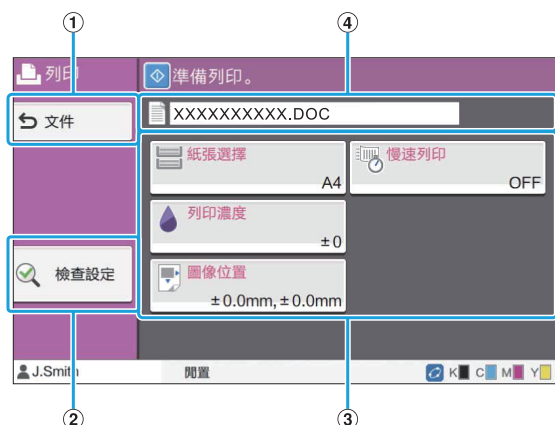 ① ④
列印 準備列印。
文件 XXXXXXXXXX.DOC
紙張選擇 慢速列印
A4 OFF
列印濃度
±0
檢查設定 圖像位置
±0.0mm, ±0.0mm
J.Smith 閒置 K C M Y
② ③